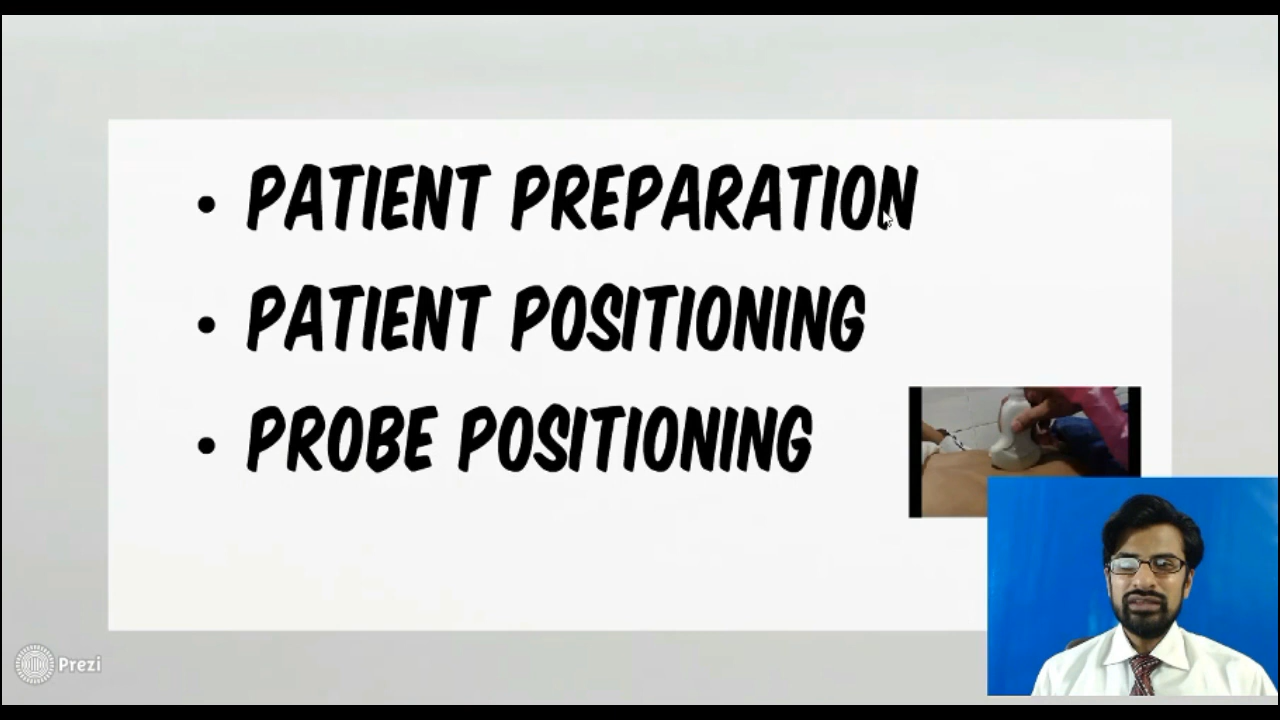 • PATIENT PREPARATION
• PATIENT POSITIONING
• PROBE POSITIONING
Prezi